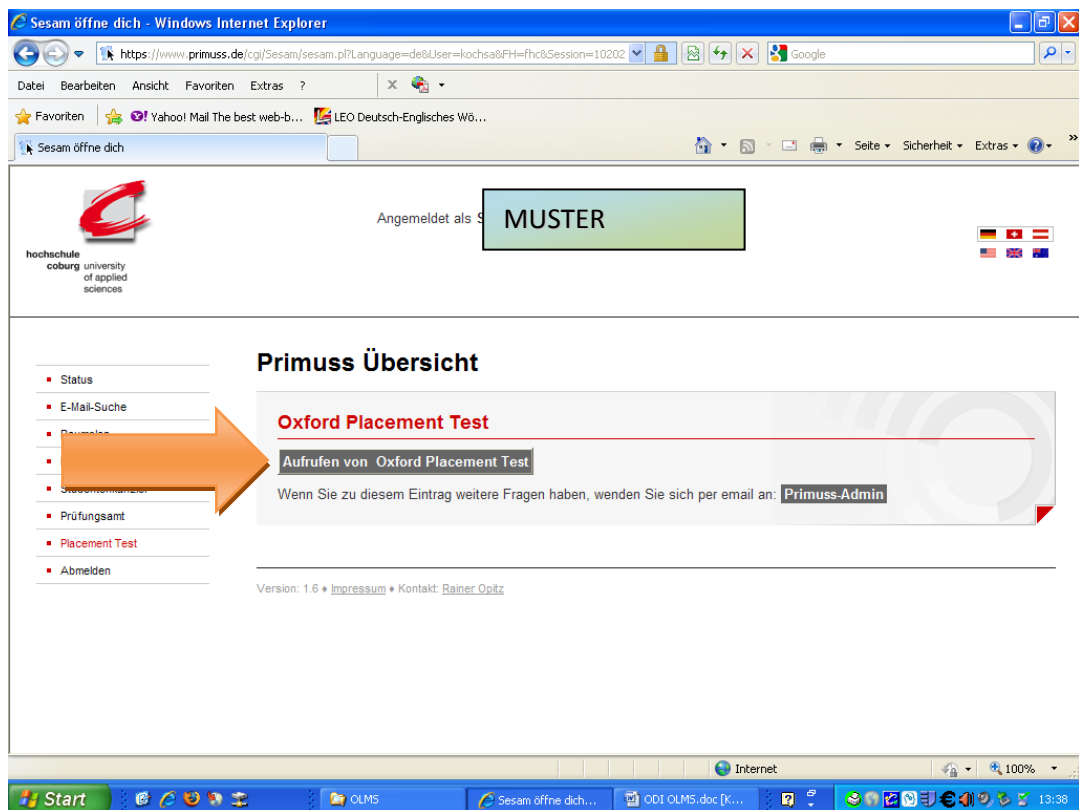 Sesam öffne dich - Windows Internet Explorer
https://www.primuss.de/cgi/Sesam/sesam.pl?Language=de&User=kochsa&FH=fhc&Session=10202
Google
Datei Bearbeiten Ansicht Favoriten Extras ?
Favoriten Yahoo! Mail The best web-b... LEO Deutsch-Englisches Wö...
Sesam öffne dich
Seite Sicherheit Extras
hochschule
coburg university
of applied
sciences
Angemeldet als
MUSTER
Primuss Übersicht
Status
E-Mail-Suche
Prüfungsamt
Placement Test
Abmelden
Oxford Placement Test
Aufrufen von Oxford Placement Test
Wenn Sie zu diesem Eintrag weitere Fragen haben, wenden Sie sich per email an: Primuss-Admin
Version: 1.6 ♦ Impressum ♦ Kontakt: Rainer Opitz
Internet
100%
Start
OLMS
Sesam öffne dich...
ODI OLMS.doc [K...
13:38